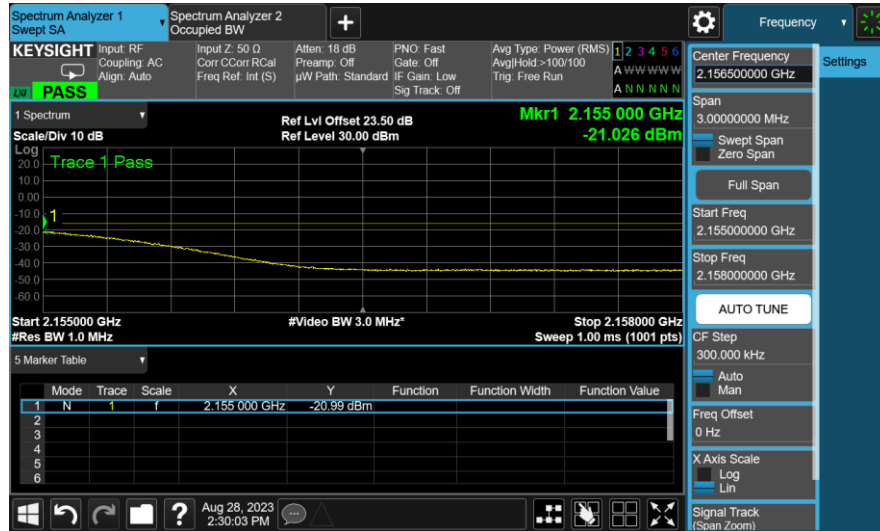 Spectrum Analyzer 1
Swept SA
Spectrum Analyzer 2
Occupied BW
Frequency
KEYSIGHT
Input: RF
Coupling: AC
Align: Auto
Input Z: 50 Ω
Corr CCorr RCal
Freq Ref: Int (S)
Atten: 18 dB
Preamp: Off
µW Path: Standard
PNO: Fast
Gate: Off
IF Gain: Low
Sig Track: Off
Avg Type: Power (RMS)
Avg|Hold:>100/100
Trig: Free Run
1 2 3 4 5 6
A W W W W W
A N N N N N
LXI PASS
1 Spectrum
Scale/Div 10 dB
Ref Lvl Offset 23.50 dB
Ref Level 30.00 dBm
Mkr1 2.155 000 GHz
-21.026 dBm
Log
Trace 1 Pass
20.0
10.0
0.00
-10.0
-20.0
-30.0
-40.0
-50.0
-60.0
1
Start 2.155000 GHz
#Res BW 1.0 MHz
#Video BW 3.0 MHz*
Stop 2.158000 GHz
Sweep 1.00 ms (1001 pts)
5 Marker Table
Mode Trace Scale X Y Function Function Width Function Value
1 N 1 f 2.155 000 GHz -20.99 dBm
2
3
4
5
6
Aug 28, 2023
2:30:03 PM
Center Frequency
2.156500000 GHz
Settings
Span
3.00000000 MHz
Swept Span
Zero Span
Full Span
Start Freq
2.155000000 GHz
Stop Freq
2.158000000 GHz
AUTO TUNE
CF Step
300.000 kHz
Auto
Man
Freq Offset
0 Hz
X Axis Scale
Log
Lin
Signal Track
(Span Zoom)